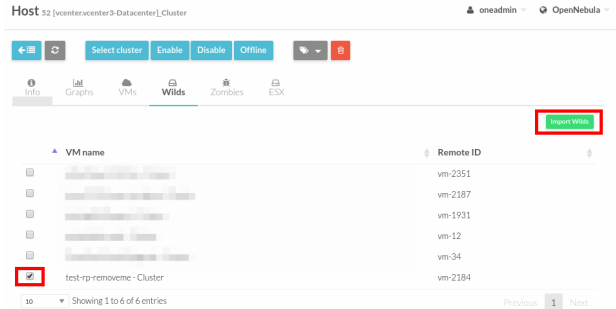 Host 52 [vcenter.vcenter3-Datacenter]_Cluster
oneadmin
OpenNebula
Select cluster
Enable
Disable
Offline
Info
Graphs
VMs
Wilds
Zombies
ESX
Import Wilds
VM name
Remote ID
vm-2351
vm-2187
vm-1931
vm-12
vm-34
test-rp-removeme - Cluster
vm-2184
10
Showing 1 to 6 of 6 entries
Previous
1
Next